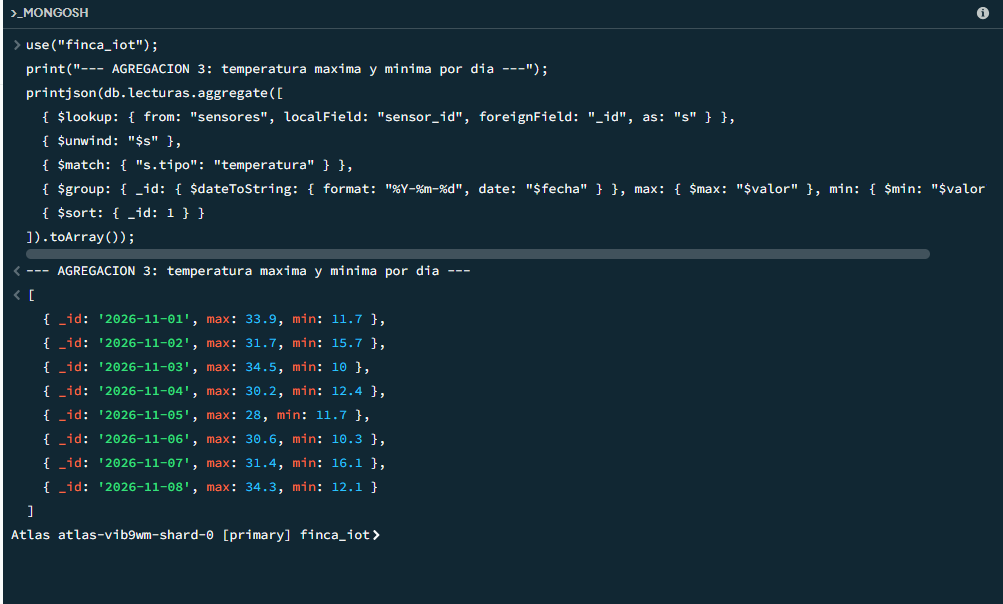 >_MONGOSH
> use("finca_iot");
print("--- AGREGACION 3: temperatura maxima y minima por dia ---");
printjson(db.lecturas.aggregate([
  { $lookup: { from: "sensores", localField: "sensor_id", foreignField: "_id", as: "s" } },
  { $unwind: "$s" },
  { $match: { "s.tipo": "temperatura" } },
  { $group: { _id: { $dateToString: { format: "%Y-%m-%d", date: "$fecha" } }, max: { $max: "$valor" }, min: { $min: "$valor
  { $sort: { _id: 1 } }
]).toArray());
< --- AGREGACION 3: temperatura maxima y minima por dia ---
< [
  { _id: '2026-11-01', max: 33.9, min: 11.7 },
  { _id: '2026-11-02', max: 31.7, min: 15.7 },
  { _id: '2026-11-03', max: 34.5, min: 10 },
  { _id: '2026-11-04', max: 30.2, min: 12.4 },
  { _id: '2026-11-05', max: 28, min: 11.7 },
  { _id: '2026-11-06', max: 30.6, min: 10.3 },
  { _id: '2026-11-07', max: 31.4, min: 16.1 },
  { _id: '2026-11-08', max: 34.3, min: 12.1 }
]
Atlas atlas-vib9wm-shard-0 [primary] finca_iot>